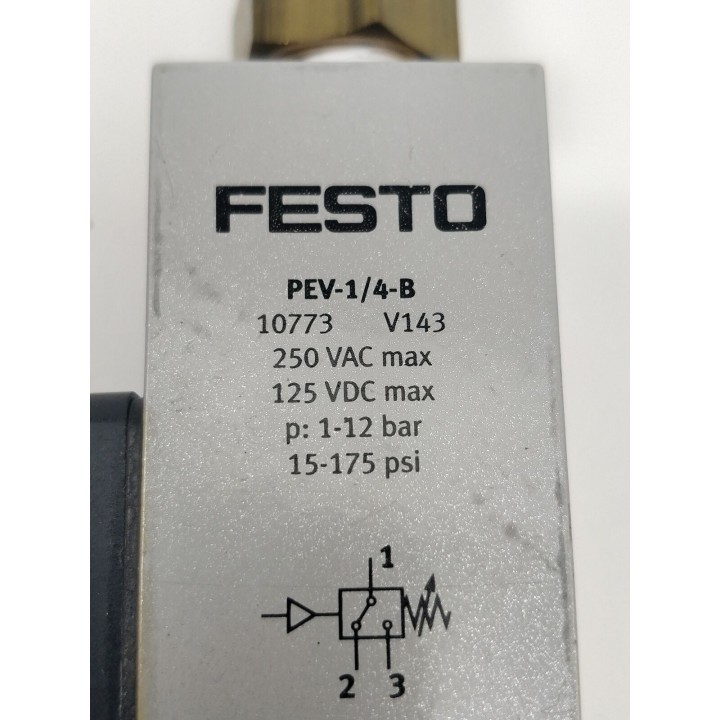 FESTO
PEV-1/4-B
10773 V143
250 VAC max
125 VDC max
p: 1-12 bar
15-175 psi
1
2 3